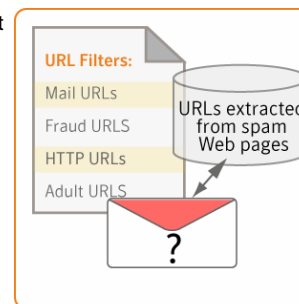 t
URL Filters:
Mail URLs
Fraud URLS
HTTP URLs
Adult URLS
URLs extracted
from spam
Web pages
?